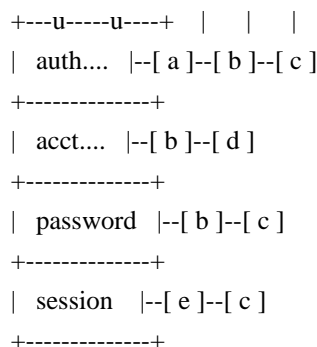 +---u-----u----+ | | |
| auth.... |--[ a ]--[ b ]--[ c ]
+--------------+
| acct.... |--[ b ]--[ d ]
+--------------+
| password |--[ b ]--[ c ]
+--------------+
| session |--[ e ]--[ c ]
+--------------+